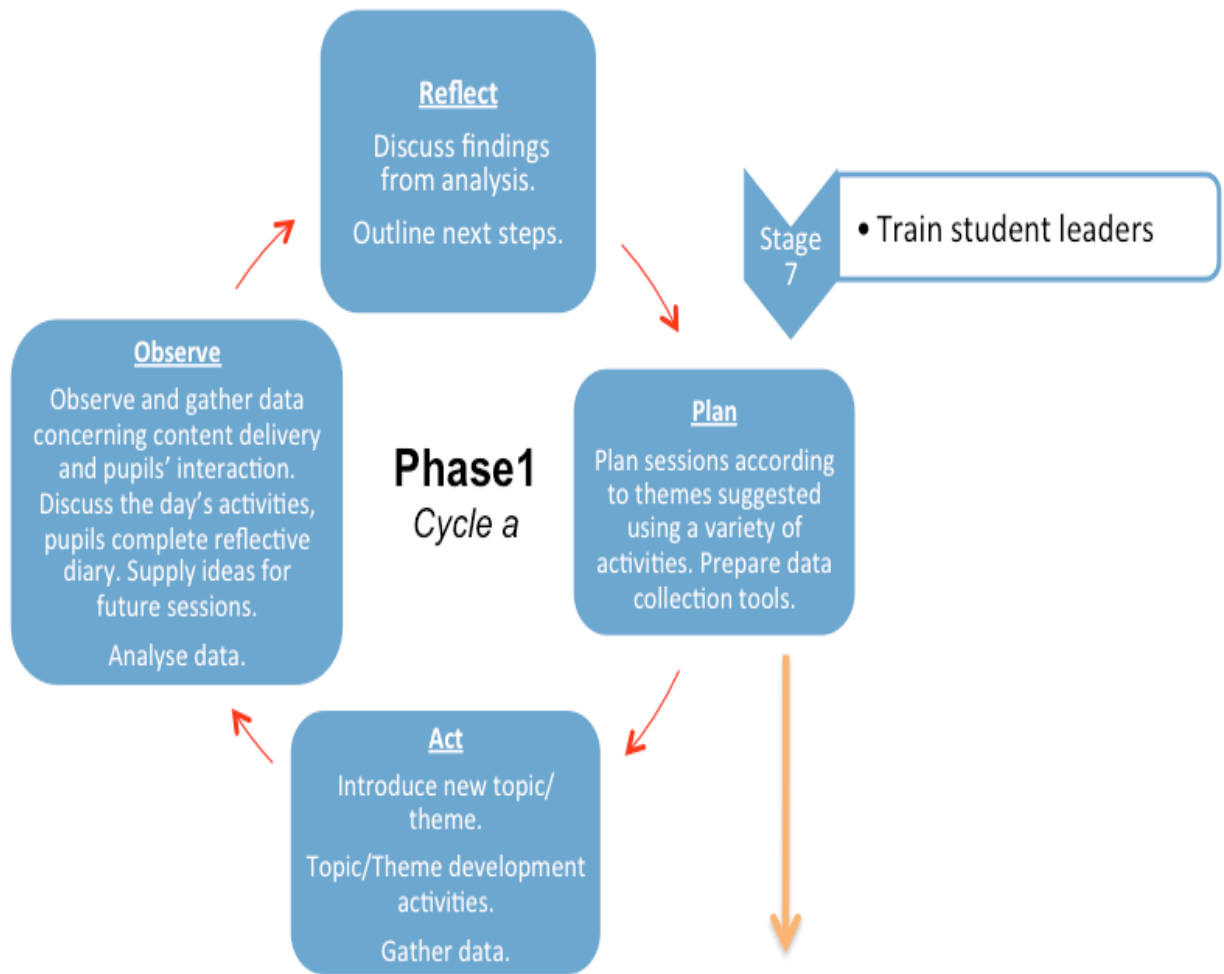 Reflect
Discuss findings
from analysis.
Outline next steps.
Stage
7
• Train student leaders
Observe
Observe and gather data
concerning content delivery
and pupils’ interaction.
Discuss the day’s activities,
pupils complete reflective
diary. Supply ideas for
future sessions.
Analyse data.
Phase1
Cycle a
Plan
Plan sessions according
to themes suggested
using a variety of
activities. Prepare data
collection tools.
Act
Introduce new topic/
theme.
Topic/Theme development
activities.
Gather data.